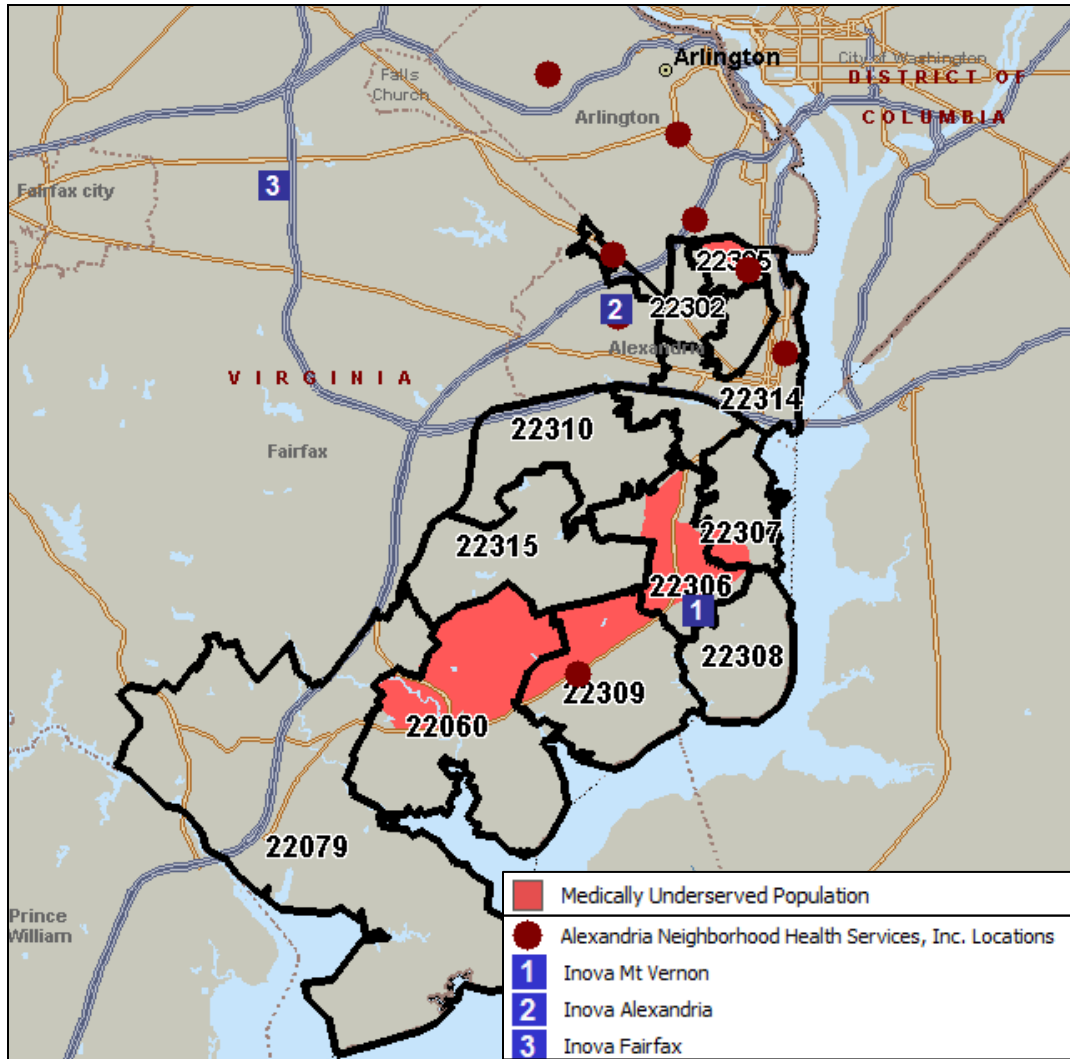 Arlington
City of Washington
DISTRICT OF
COLUMBIA
Falls
Church
Arlington
Fairfax city
3
22305
22302
2
Alexandria
VIRGINIA
22314
22310
Fairfax
22307
22315
22306
1
22308
22309
22060
22079
Prince
William
Medically Underserved Population
Alexandria Neighborhood Health Services, Inc. Locations
1 Inova Mt Vernon
2 Inova Alexandria
3 Inova Fairfax